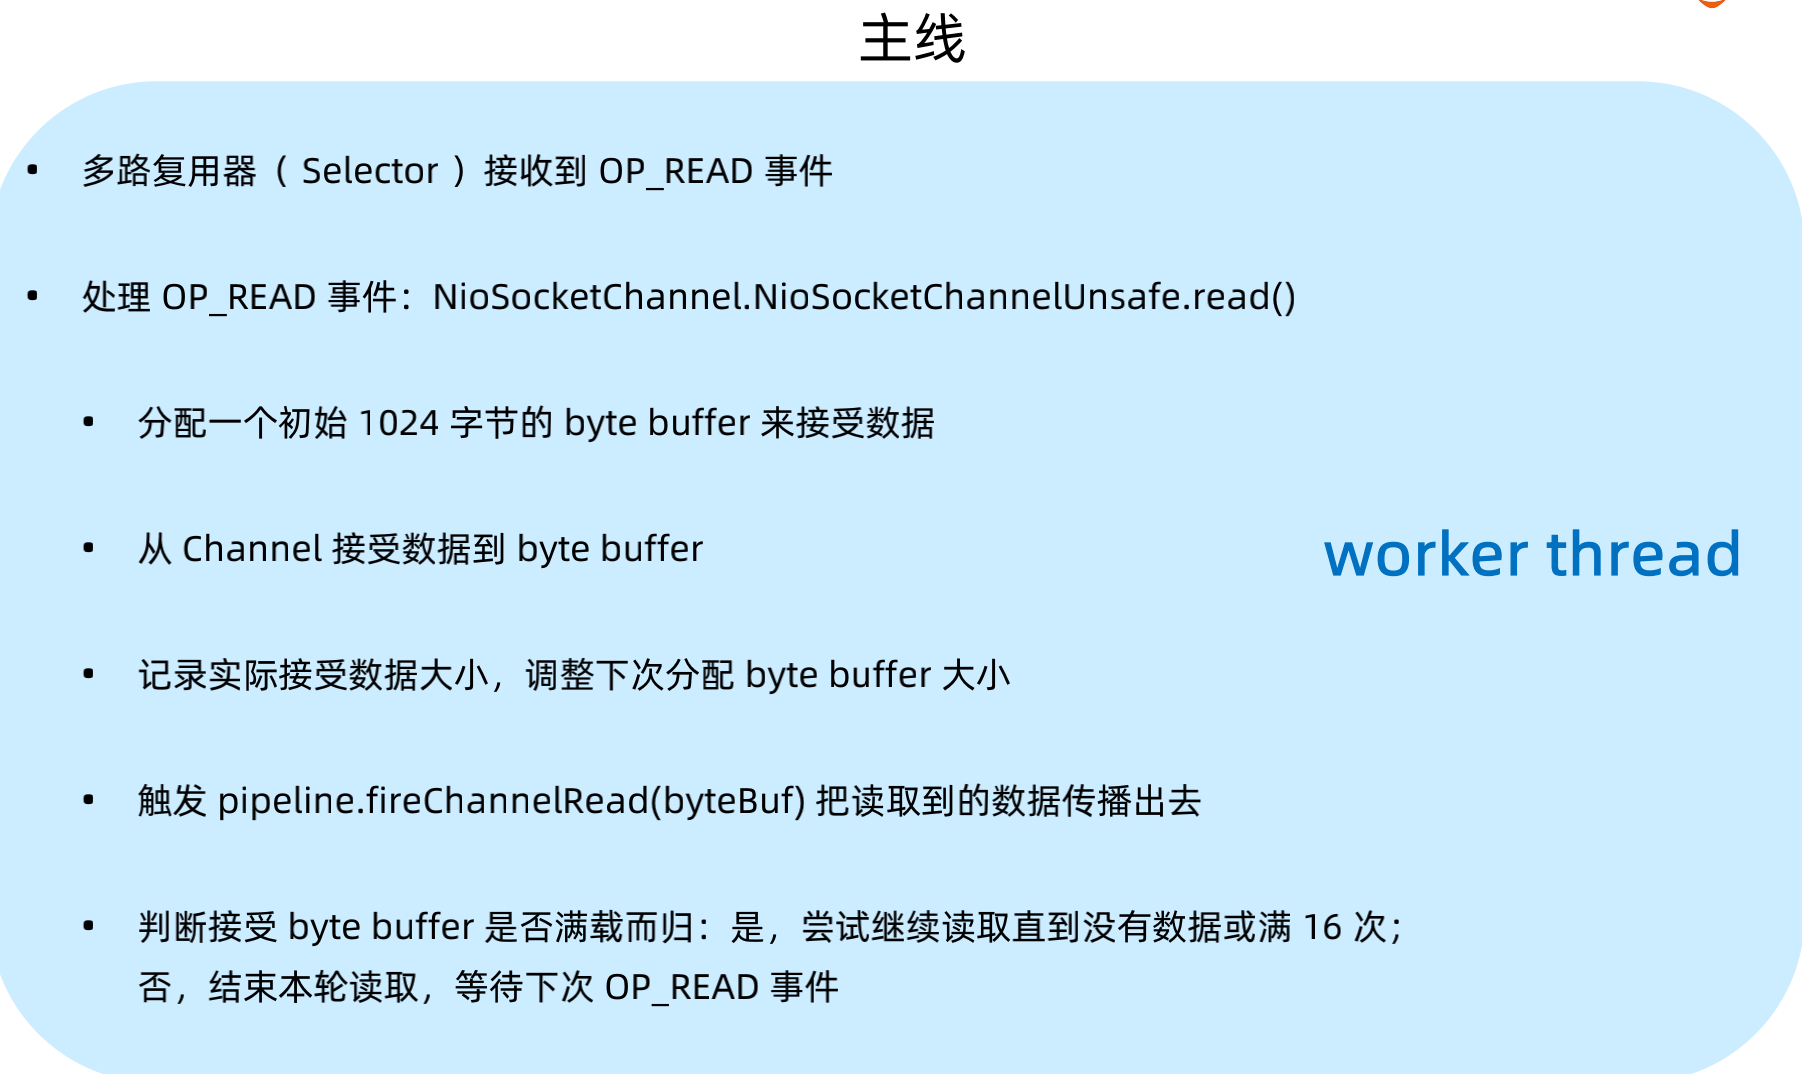 主线
• 多路复用器（ Selector ）接收到 OP_READ 事件
• 处理 OP_READ 事件：NioSocketChannel.NioSocketChannelUnsafe.read()
• 分配一个初始 1024 字节的 byte buffer 来接受数据
• 从 Channel 接受数据到 byte buffer
worker thread
• 记录实际接受数据大小，调整下次分配 byte buffer 大小
• 触发 pipeline.fireChannelRead(byteBuf) 把读取到的数据传播出去
• 判断接受 byte buffer 是否满载而归：是，尝试继续读取直到没有数据或满 16 次；
否，结束本轮读取，等待下次 OP_READ 事件